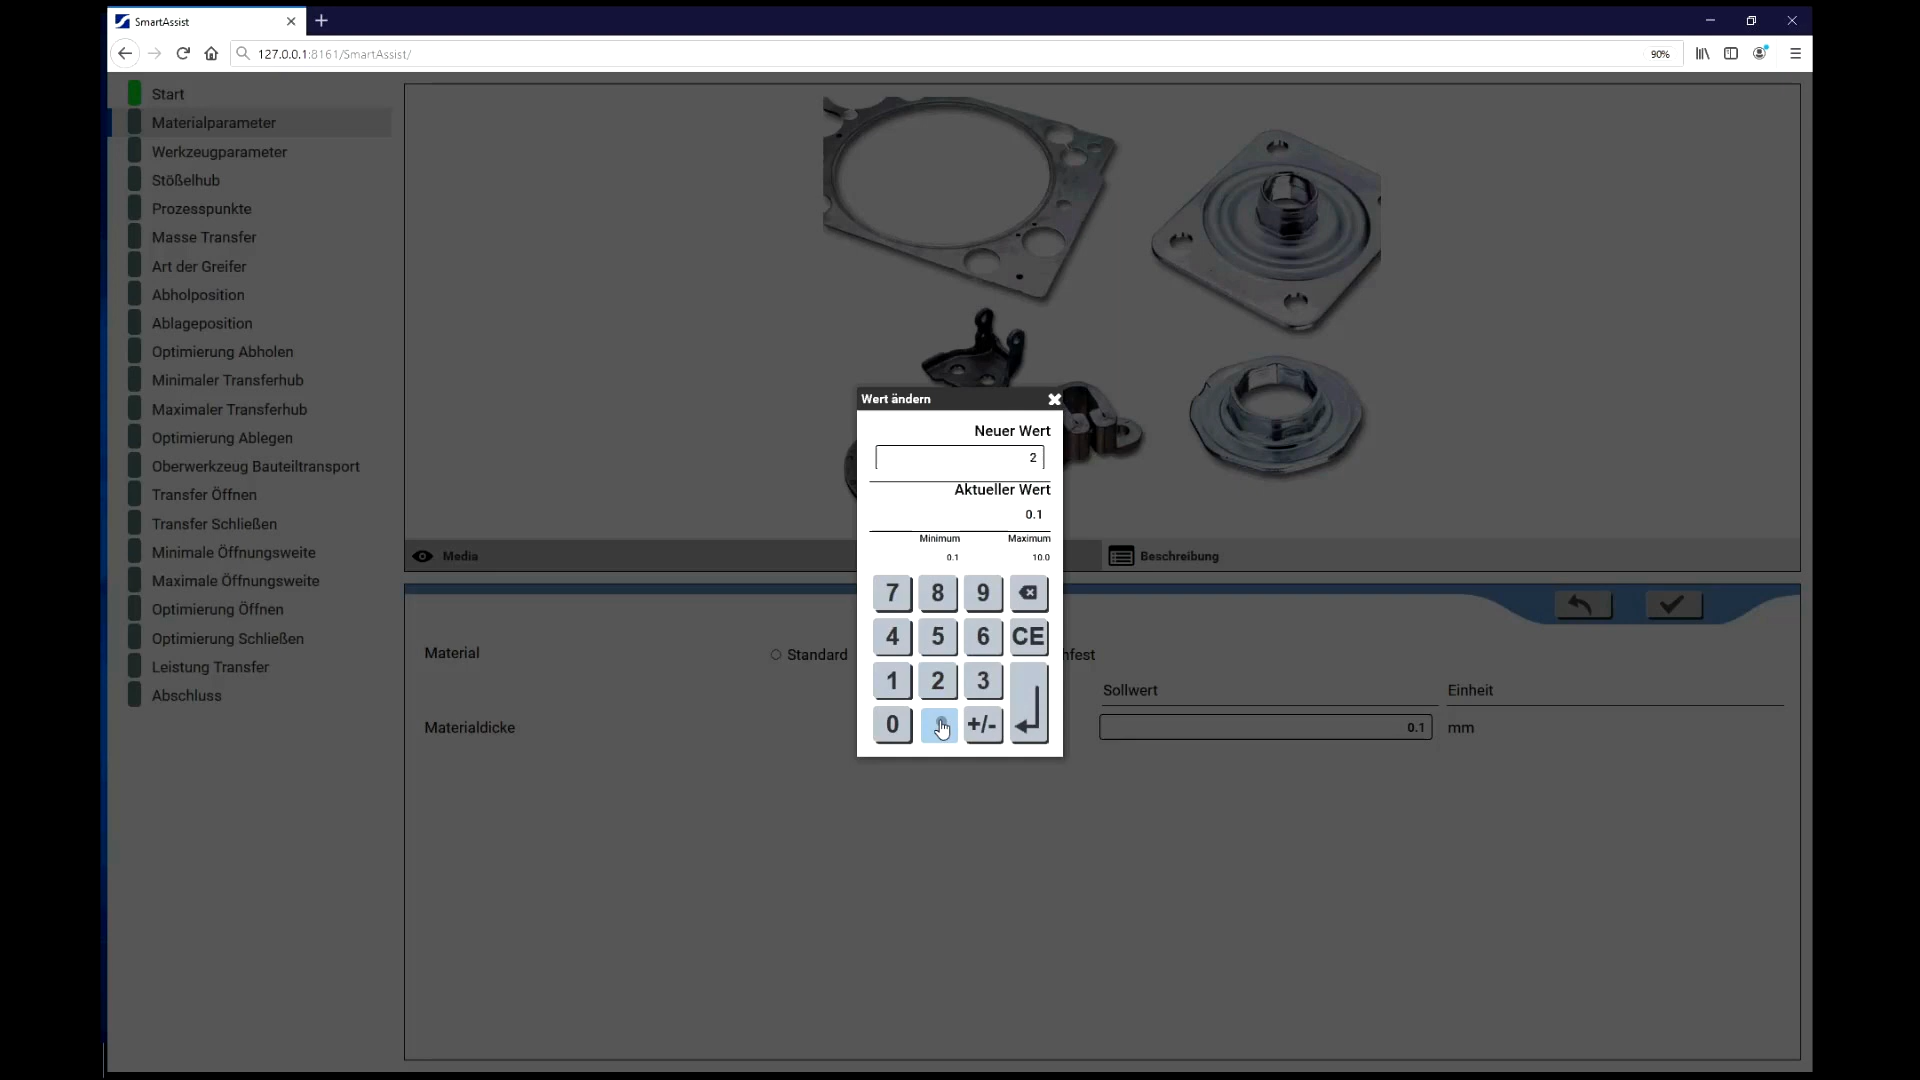 SmartAssist
127.0.0.1:8161/SmartAssist/
90%
Start
Materialparameter
Werkzeugparameter
Stößelhub
Prozesspunkte
Masse Transfer
Art der Greifer
Abholposition
Ablageposition
Optimierung Abholen
Minimaler Transferhub
Maximaler Transferhub
Optimierung Ablegen
Oberwerkzeug Bauteiltransport
Transfer Öffnen
Transfer Schließen
Minimale Öffnungsweite
Maximale Öffnungsweite
Optimierung Öffnen
Optimierung Schließen
Leistung Transfer
Abschluss
Media
Beschreibung
Wert ändern
Neuer Wert
2
Aktueller Wert
0.1
Minimum Maximum
0.1 10.0
7 8 9
4 5 6 CE
1 2 3
0 +/-
Material Standard
Sollwert Einheit
Materialdicke 0.1 mm